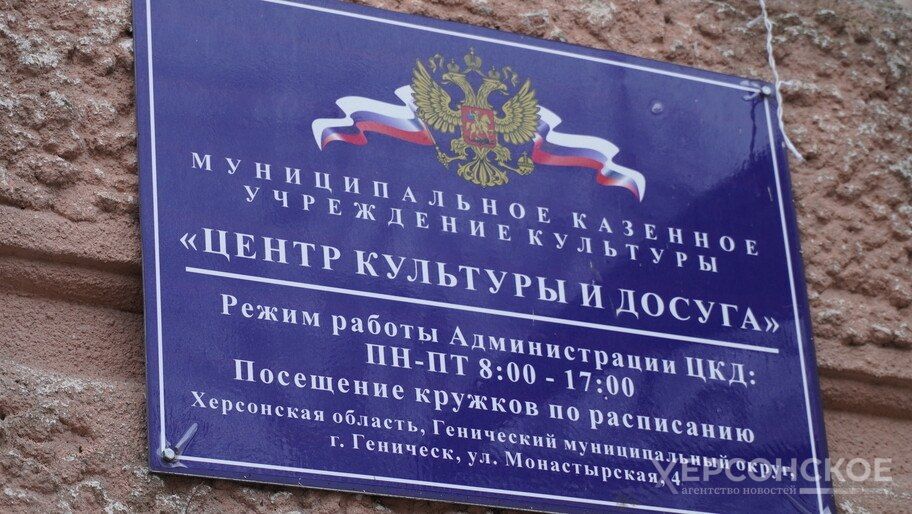 МУНИЦИПАЛЬНОЕ КАЗЕННОЕ
УЧРЕЖДЕНИЕ КУЛЬТУРЫ
«ЦЕНТР КУЛЬТУРЫ И ДОСУГА»
Режим работы Администрации ЦКД:
ПН-ПТ 8:00 - 17:00
Посещение кружков по расписанию
Херсонская область, Генический муниципальный округ,
г. Геническ, ул. Монастырская, 4
ХЕРСОНСКОЕ
агентство новостей